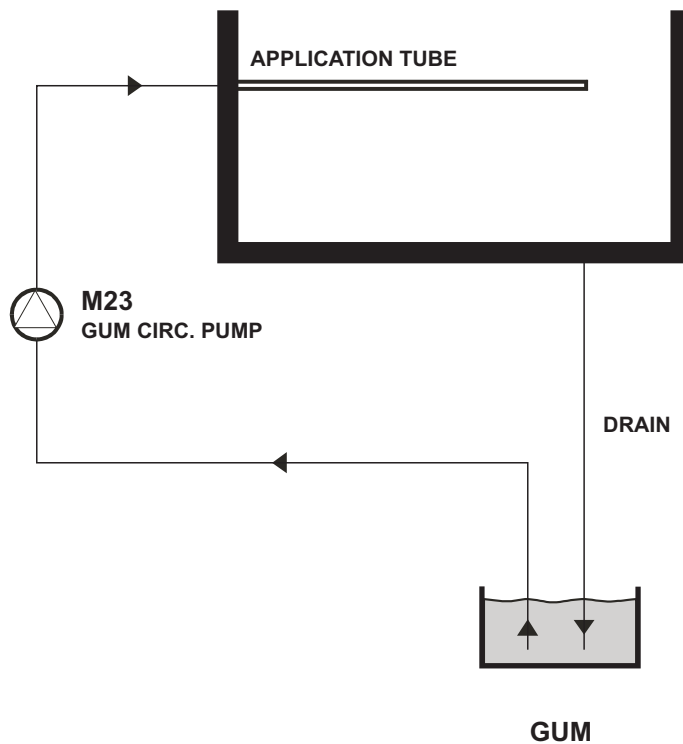 APPLICATION TUBE
M23
GUM CIRC. PUMP
DRAIN
GUM